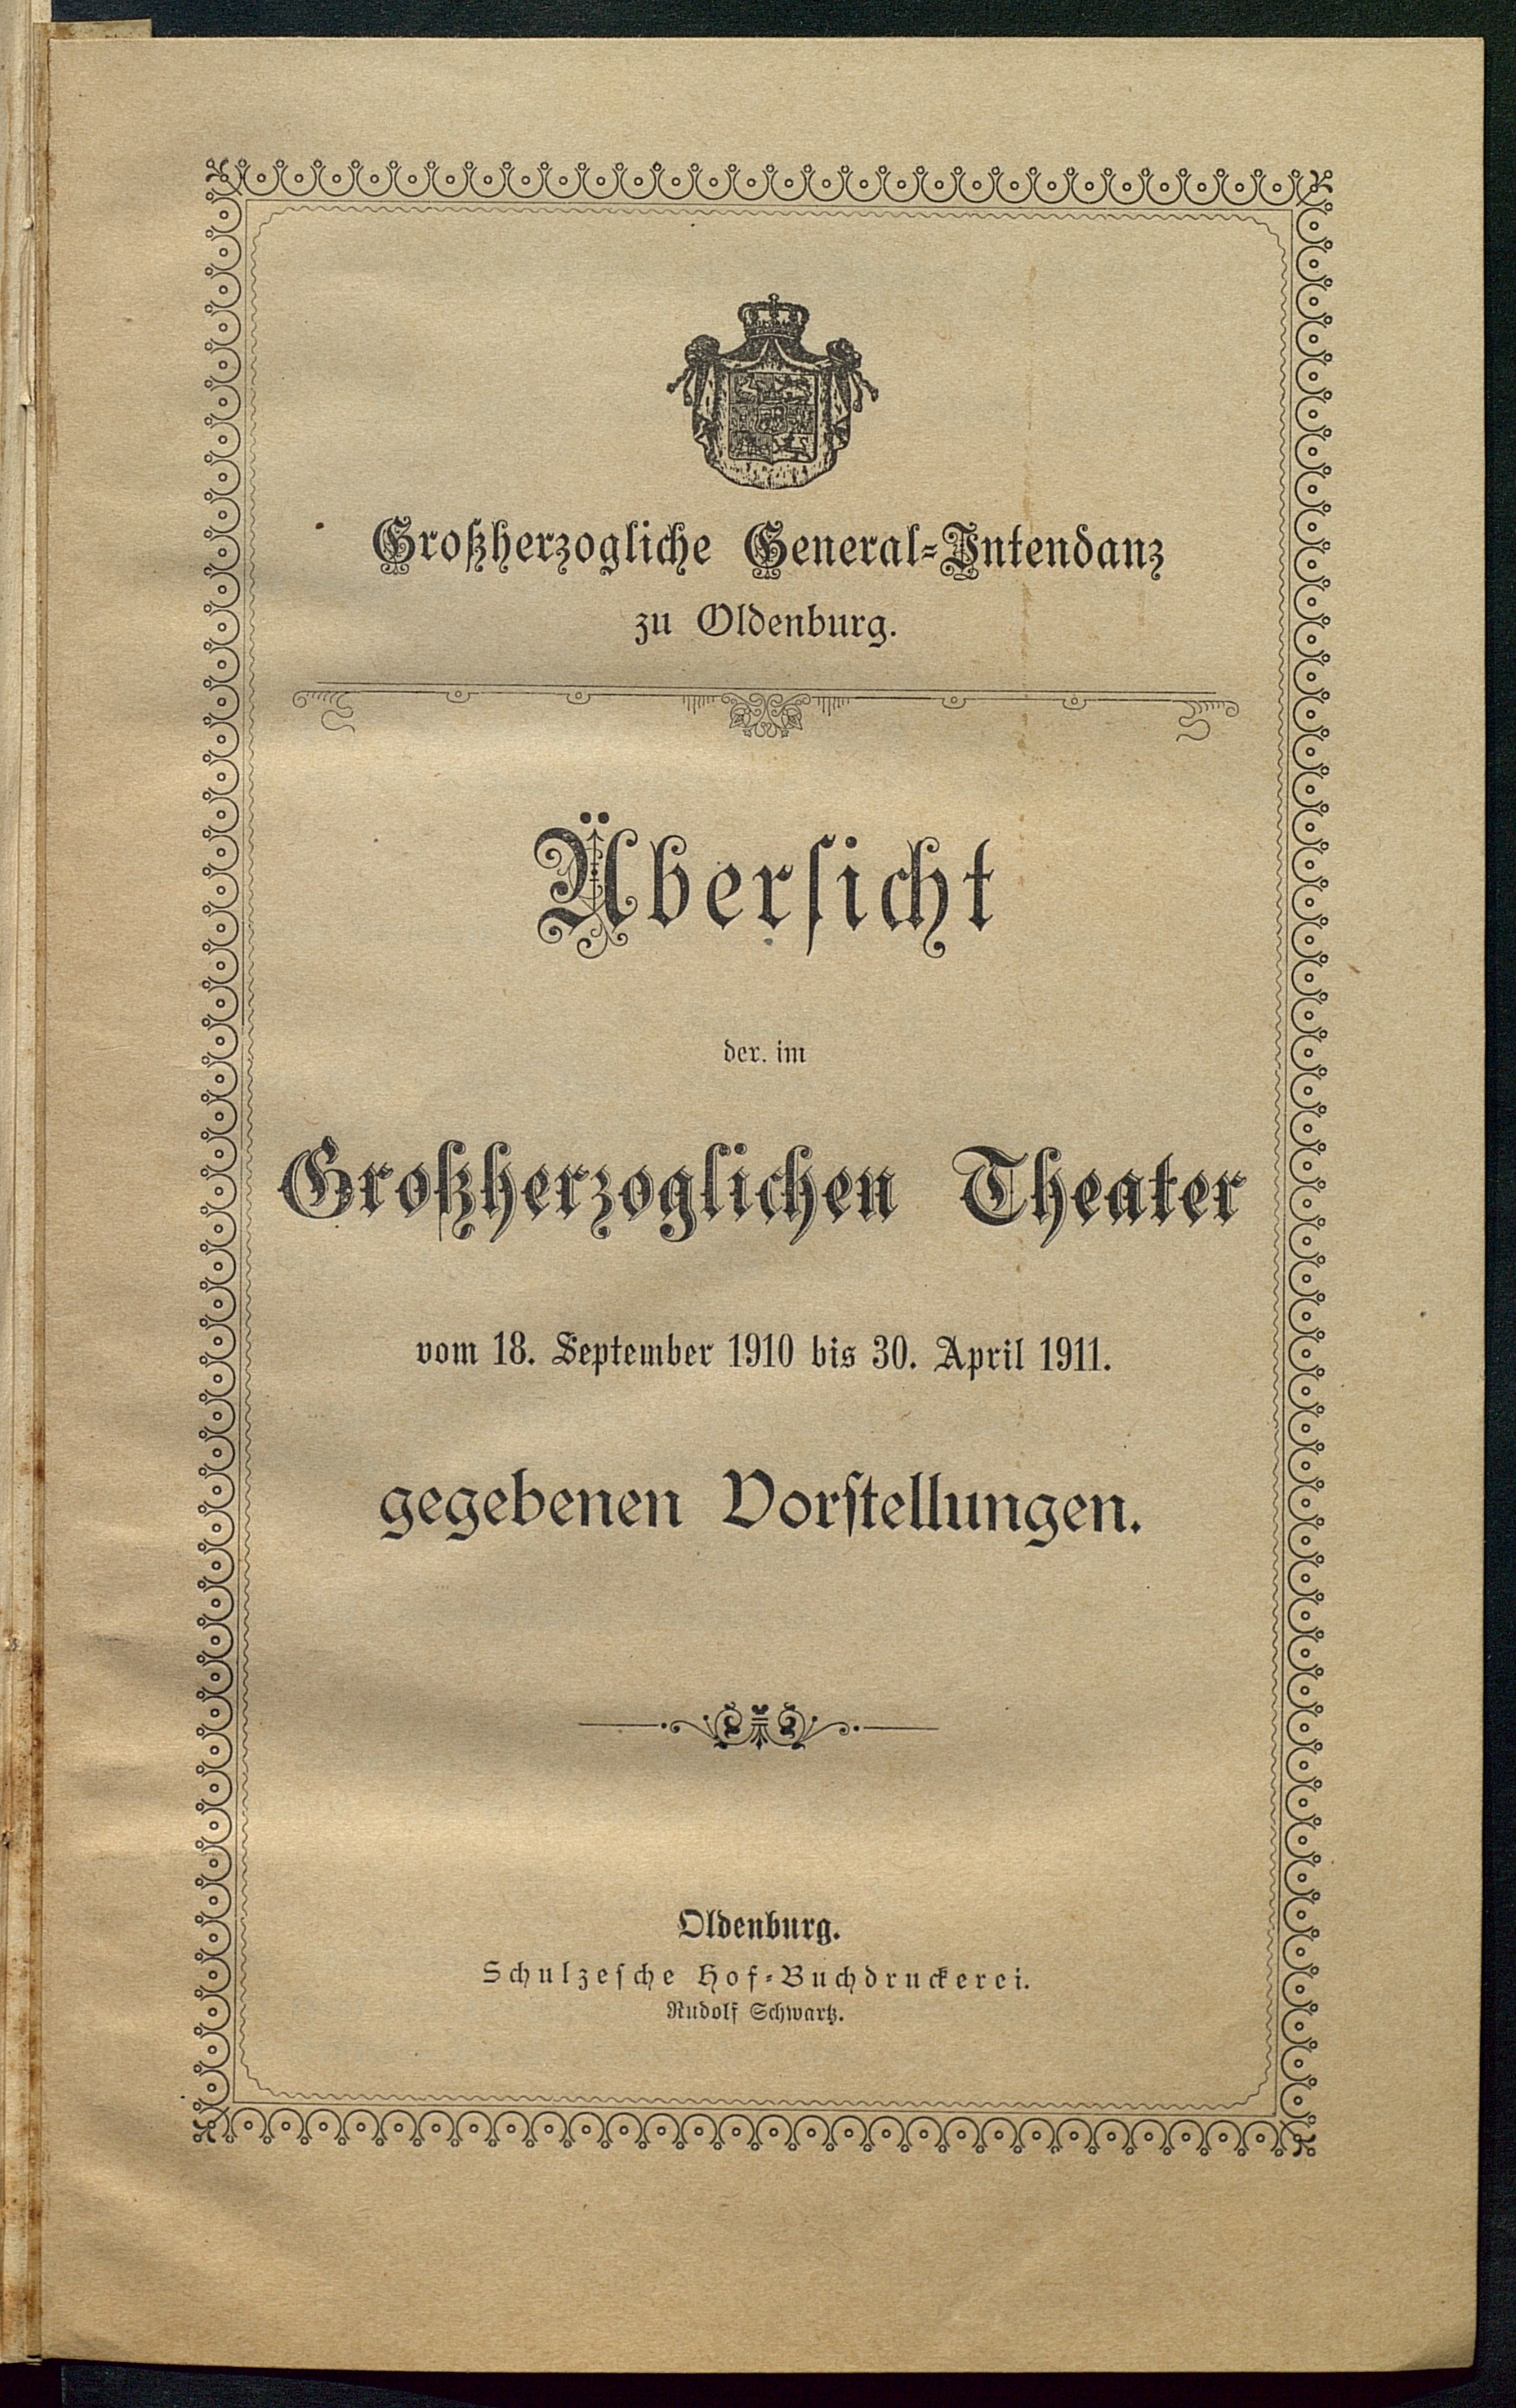 Großherzogliche General-Intendanz
zu Oldenburg.
Übersicht
der. im
Großherzoglichen Theater
vom 18. September 1910 bis 30. April 1911.
gegebenen Vorstellungen.
Oldenburg.
Schulzesche Hof-Buchdruckerei.
Rudolf Schwartz.